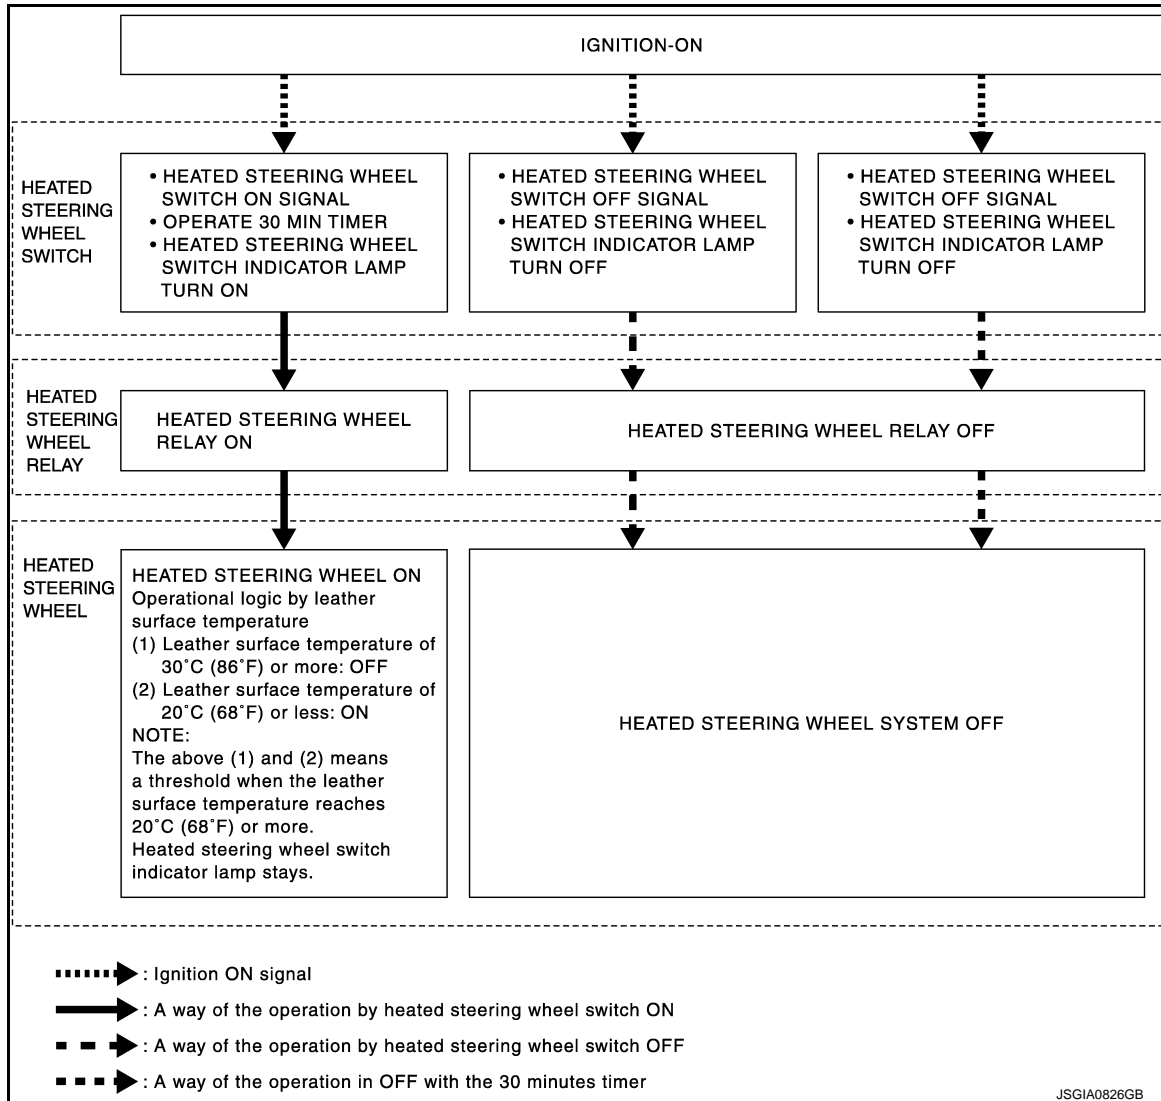 IGNITION-ON
HEATED
STEERING
WHEEL
SWITCH
• HEATED STEERING WHEEL
SWITCH ON SIGNAL
• OPERATE 30 MIN TIMER
• HEATED STEERING WHEEL
SWITCH INDICATOR LAMP
TURN ON
• HEATED STEERING WHEEL
SWITCH OFF SIGNAL
• HEATED STEERING WHEEL
SWITCH INDICATOR LAMP
TURN OFF
• HEATED STEERING WHEEL
SWITCH OFF SIGNAL
• HEATED STEERING WHEEL
SWITCH INDICATOR LAMP
TURN OFF
HEATED
STEERING
WHEEL
RELAY
HEATED STEERING WHEEL
RELAY ON
HEATED STEERING WHEEL RELAY OFF
HEATED
STEERING
WHEEL
HEATED STEERING WHEEL ON
Operational logic by leather
surface temperature
(1) Leather surface temperature of
30˚C (86˚F) or more: OFF
(2) Leather surface temperature of
20˚C (68˚F) or less: ON
NOTE:
The above (1) and (2) means
a threshold when the leather
surface temperature reaches
20˚C (68˚F) or more.
Heated steering wheel switch
indicator lamp stays.
HEATED STEERING WHEEL SYSTEM OFF
: Ignition ON signal
: A way of the operation by heated steering wheel switch ON
: A way of the operation by heated steering wheel switch OFF
: A way of the operation in OFF with the 30 minutes timer
JSGIA0826GB